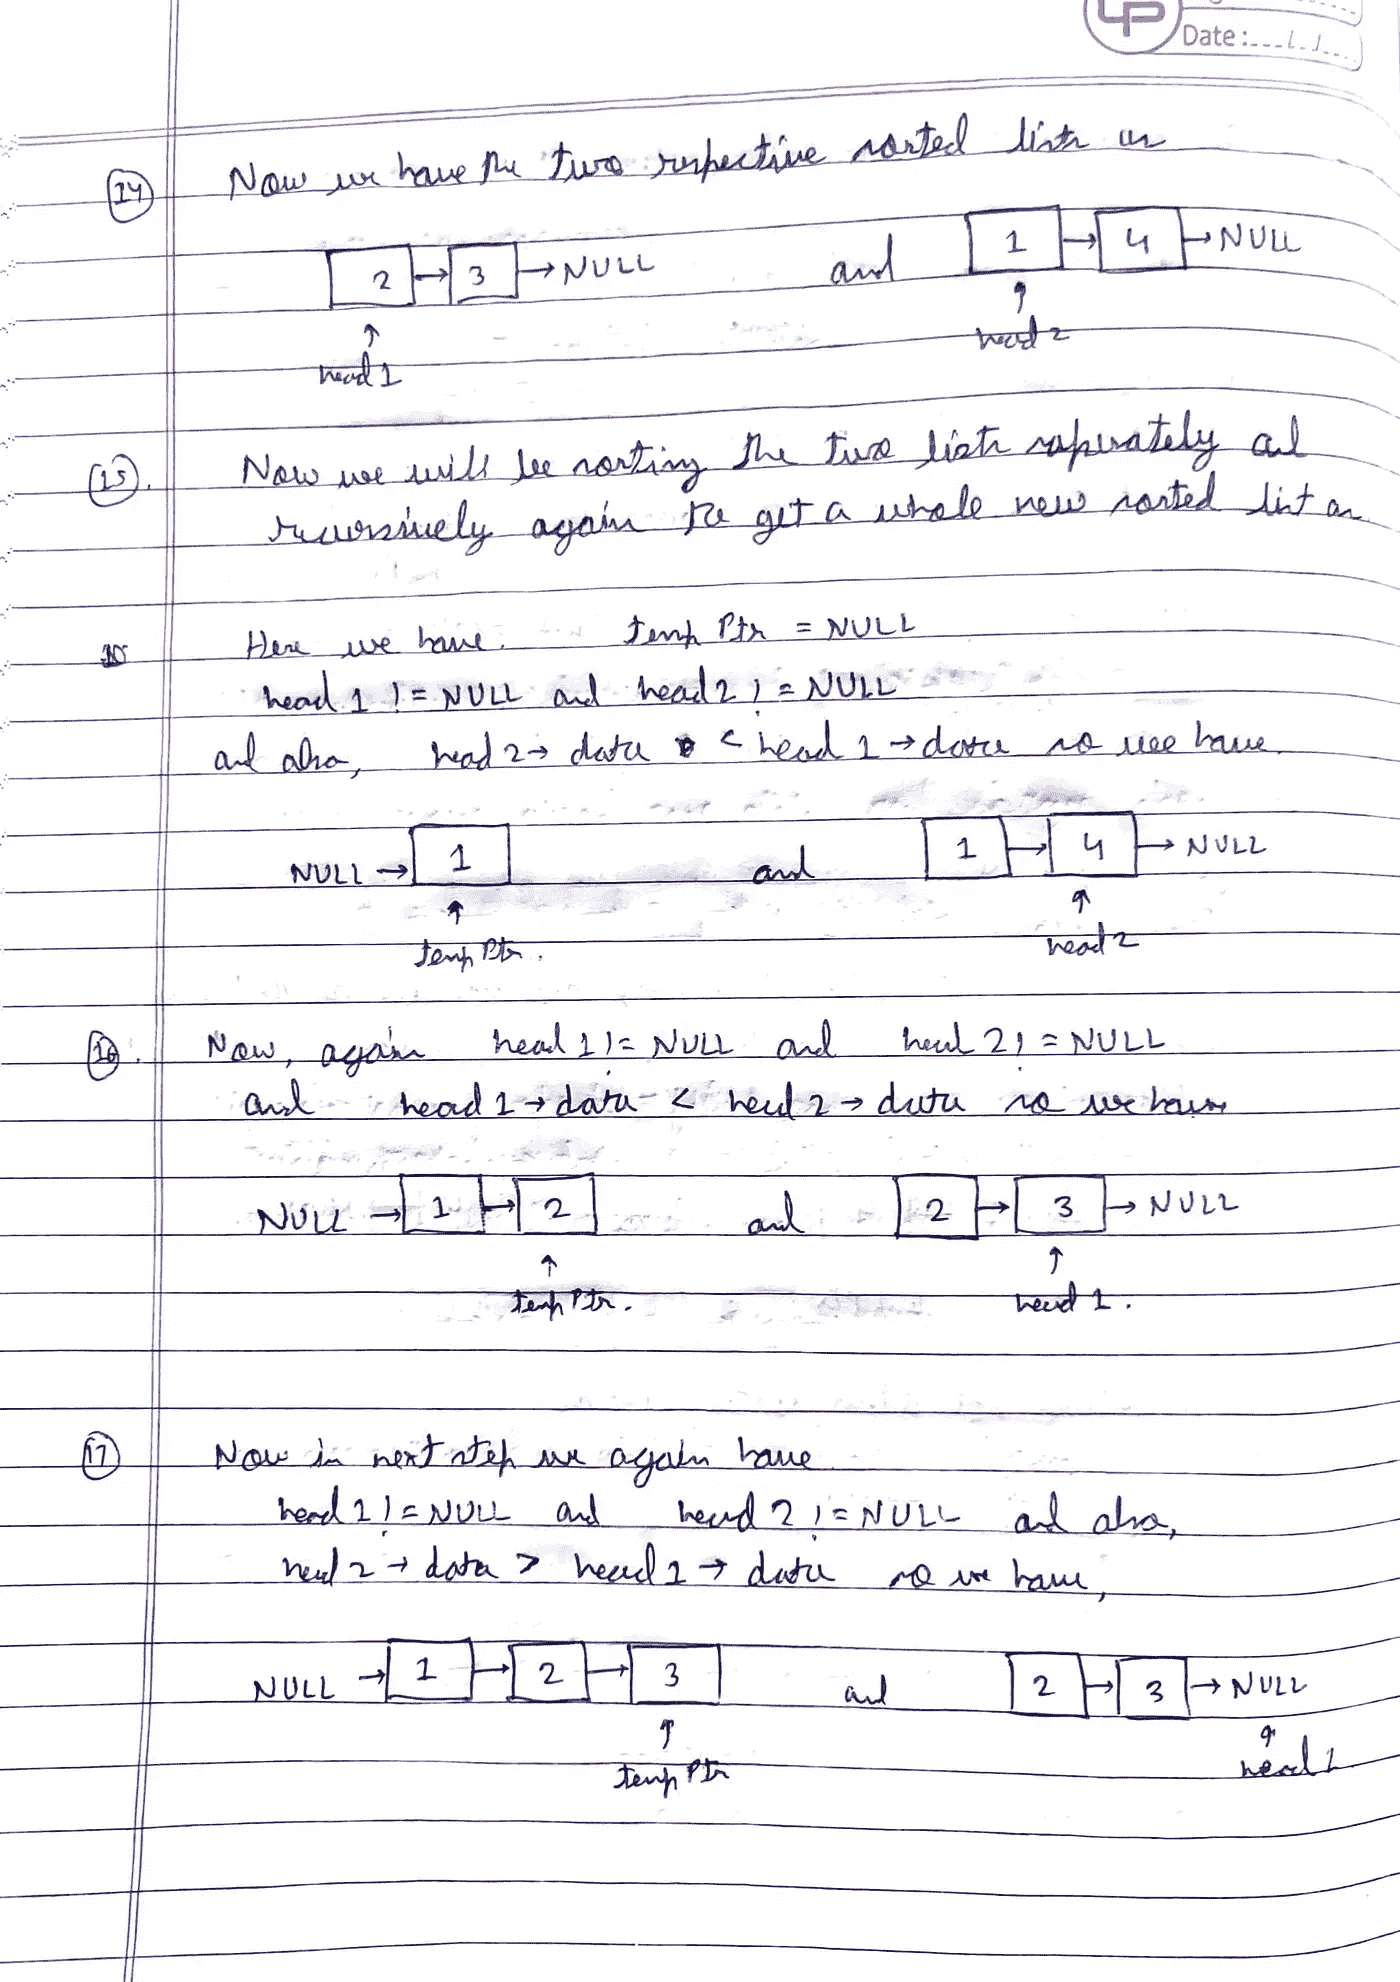 Date :
(14) Now we have the two respective sorted lists as
2 → 3 → NULL and 1 → 4 → NULL
↑ head 1 ↑ head 2
(15). Now we will be sorting the two lists seperately and
recursively again to get a whole new sorted list as
Here we have. temp Ptr = NULL
head 1 != NULL and head 2 != NULL
and also, head 2 → data < head 1 → data so we have.
NULL → 1 and 1 → 4 → NULL
↑ temp Ptr. ↑ head 2
(16). Now, again head 1 != NULL and head 2 != NULL
and head 1 → data < head 2 → data so we have
NULL → 1 → 2 and 2 → 3 → NULL
↑ temp Ptr. ↑ head 1.
(17) Now in next step we again have
head 1 != NULL and head 2 != NULL and also,
head 2 → data > head 1 → data so we have,
NULL → 1 → 2 → 3 and 2 → 3 → NULL
↑ temp Ptr ↑ head 1